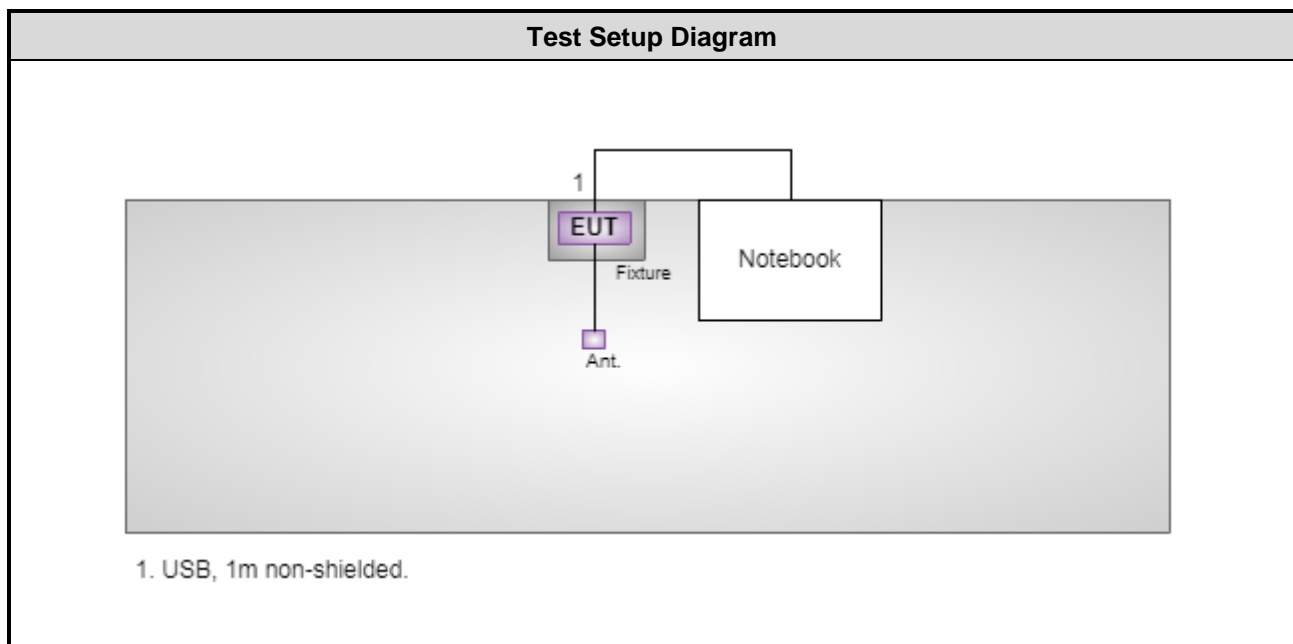 Test Setup Diagram
1
EUT
Fixture
Notebook
Ant.
1. USB, 1m non-shielded.